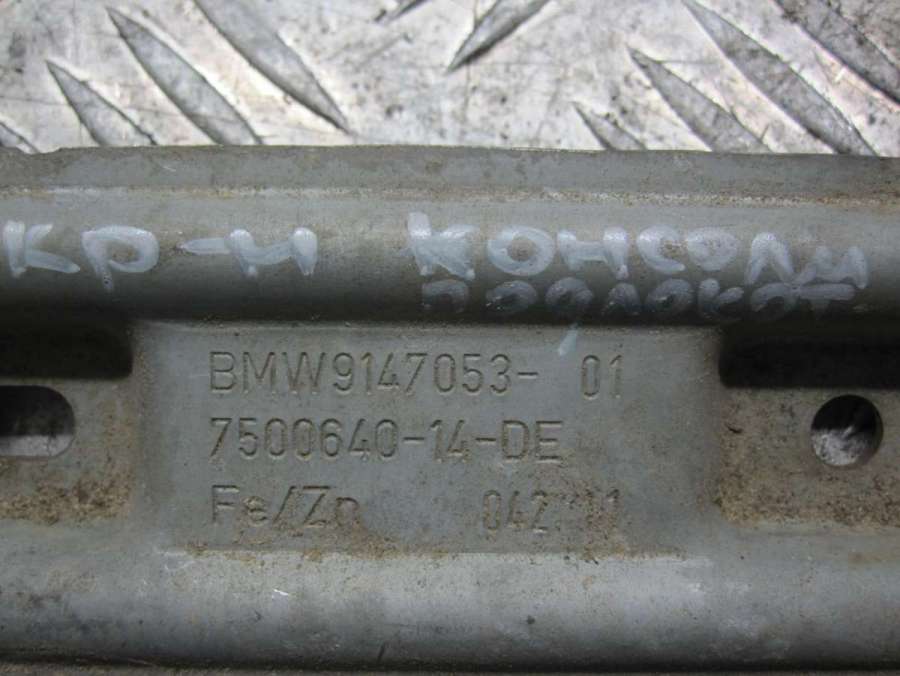 КР-И КОНСОЛИ
ПОДЛОКОТ
BMW9147053- 01
7500640-14-DE
Fe/Zn